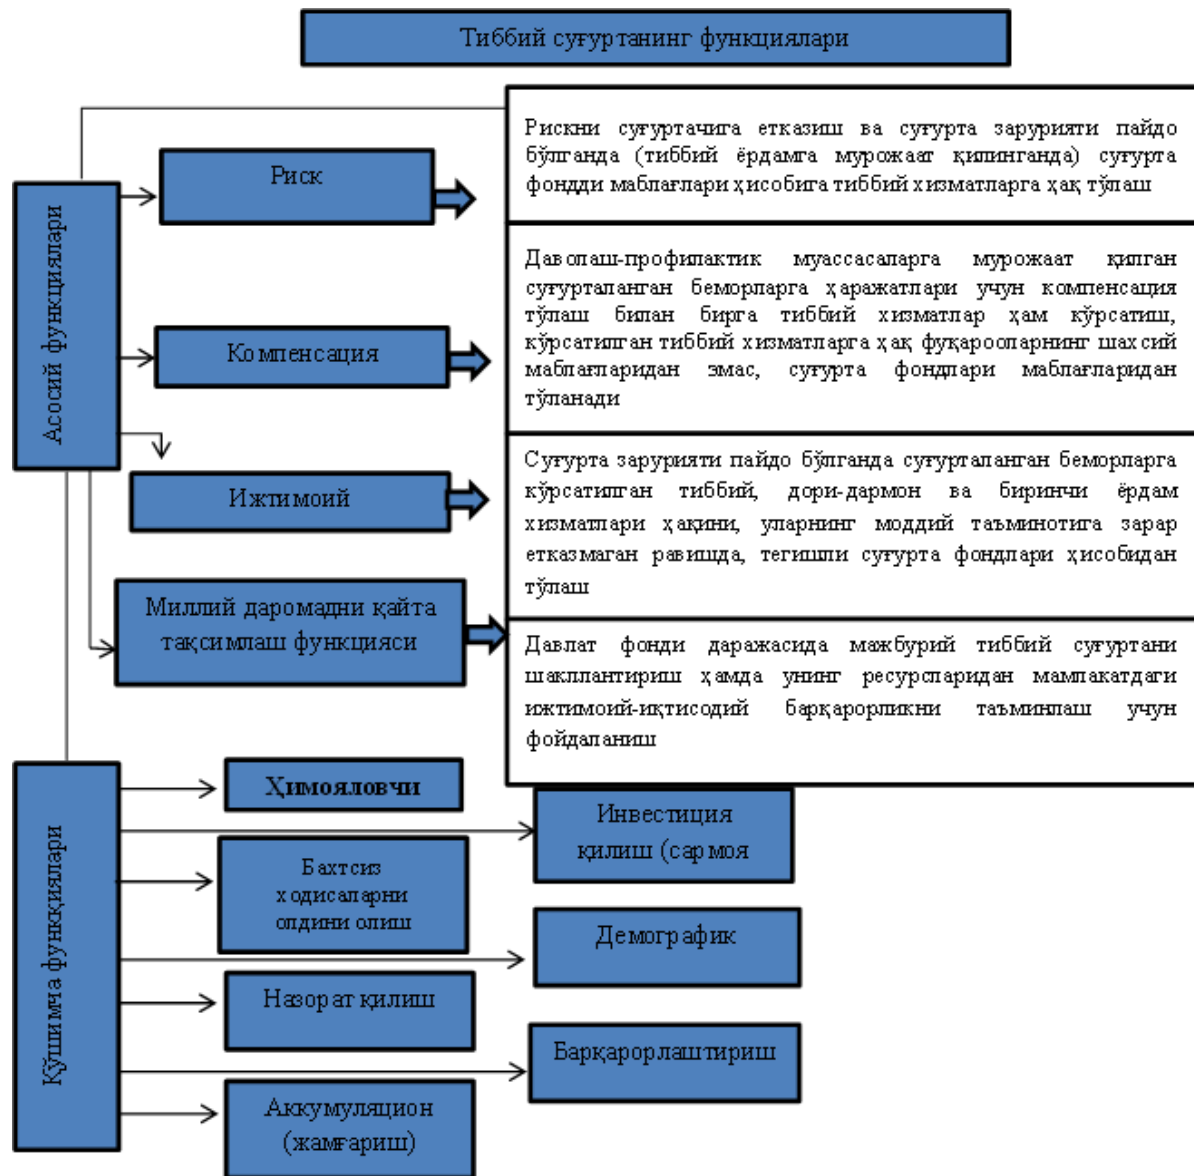 Тиббий суғуртанинг функциялари
Асосий функциялари
Риск
Рискни суғуртачига етказиш ва суғурта зарурияти пайдо
бўлганда (тиббий ёрдамга мурожаат қилинганда) суғурта
фондди маблағлари ҳисобига тиббий хизматларга ҳақ тўлаш
Компенсация
Даволаш-профилактик муассасаларга мурожаат қилган
суғурталанган беморларга ҳаражатлари учун компенсация
тўлаш билан бирга тиббий хизматлар ҳам кўрсатиш,
кўрсатилган тиббий хизматларга ҳақ фуқарооларнинг шахсий
маблағларидан эмас, суғурта фондлари маблағларидан
тўланади
Ижтимоий
Суғурта зарурияти пайдо бўлганда суғурталанган беморларга
кўрсатилган тиббий, дори-дармон ва биринчи ёрдам
хизматлари ҳақини, уларнинг моддий таъминотига зарар
етказмаган равишда, тегишли суғурта фондлари ҳисобидан
тўлаш
Миллий даромадни қайта
тақсимлаш функцияси
Давлат фонди даражасида мажбурий тиббий суғуртани
шакллантириш ҳамда унинг ресурсларидан мамлакатдаги
ижтимоий-иқтисодий барқарорликни таъминлаш учун
фойдаланиш
Қўшимча функқиялари
Ҳимояловчи
Инвестиция
қилиш (сармоя
Бахтсиз
ходисаларни
олдини олиш
Демографик
Назорат қилиш
Барқарорлаштириш
Аккумуляцион
(жамғариш)